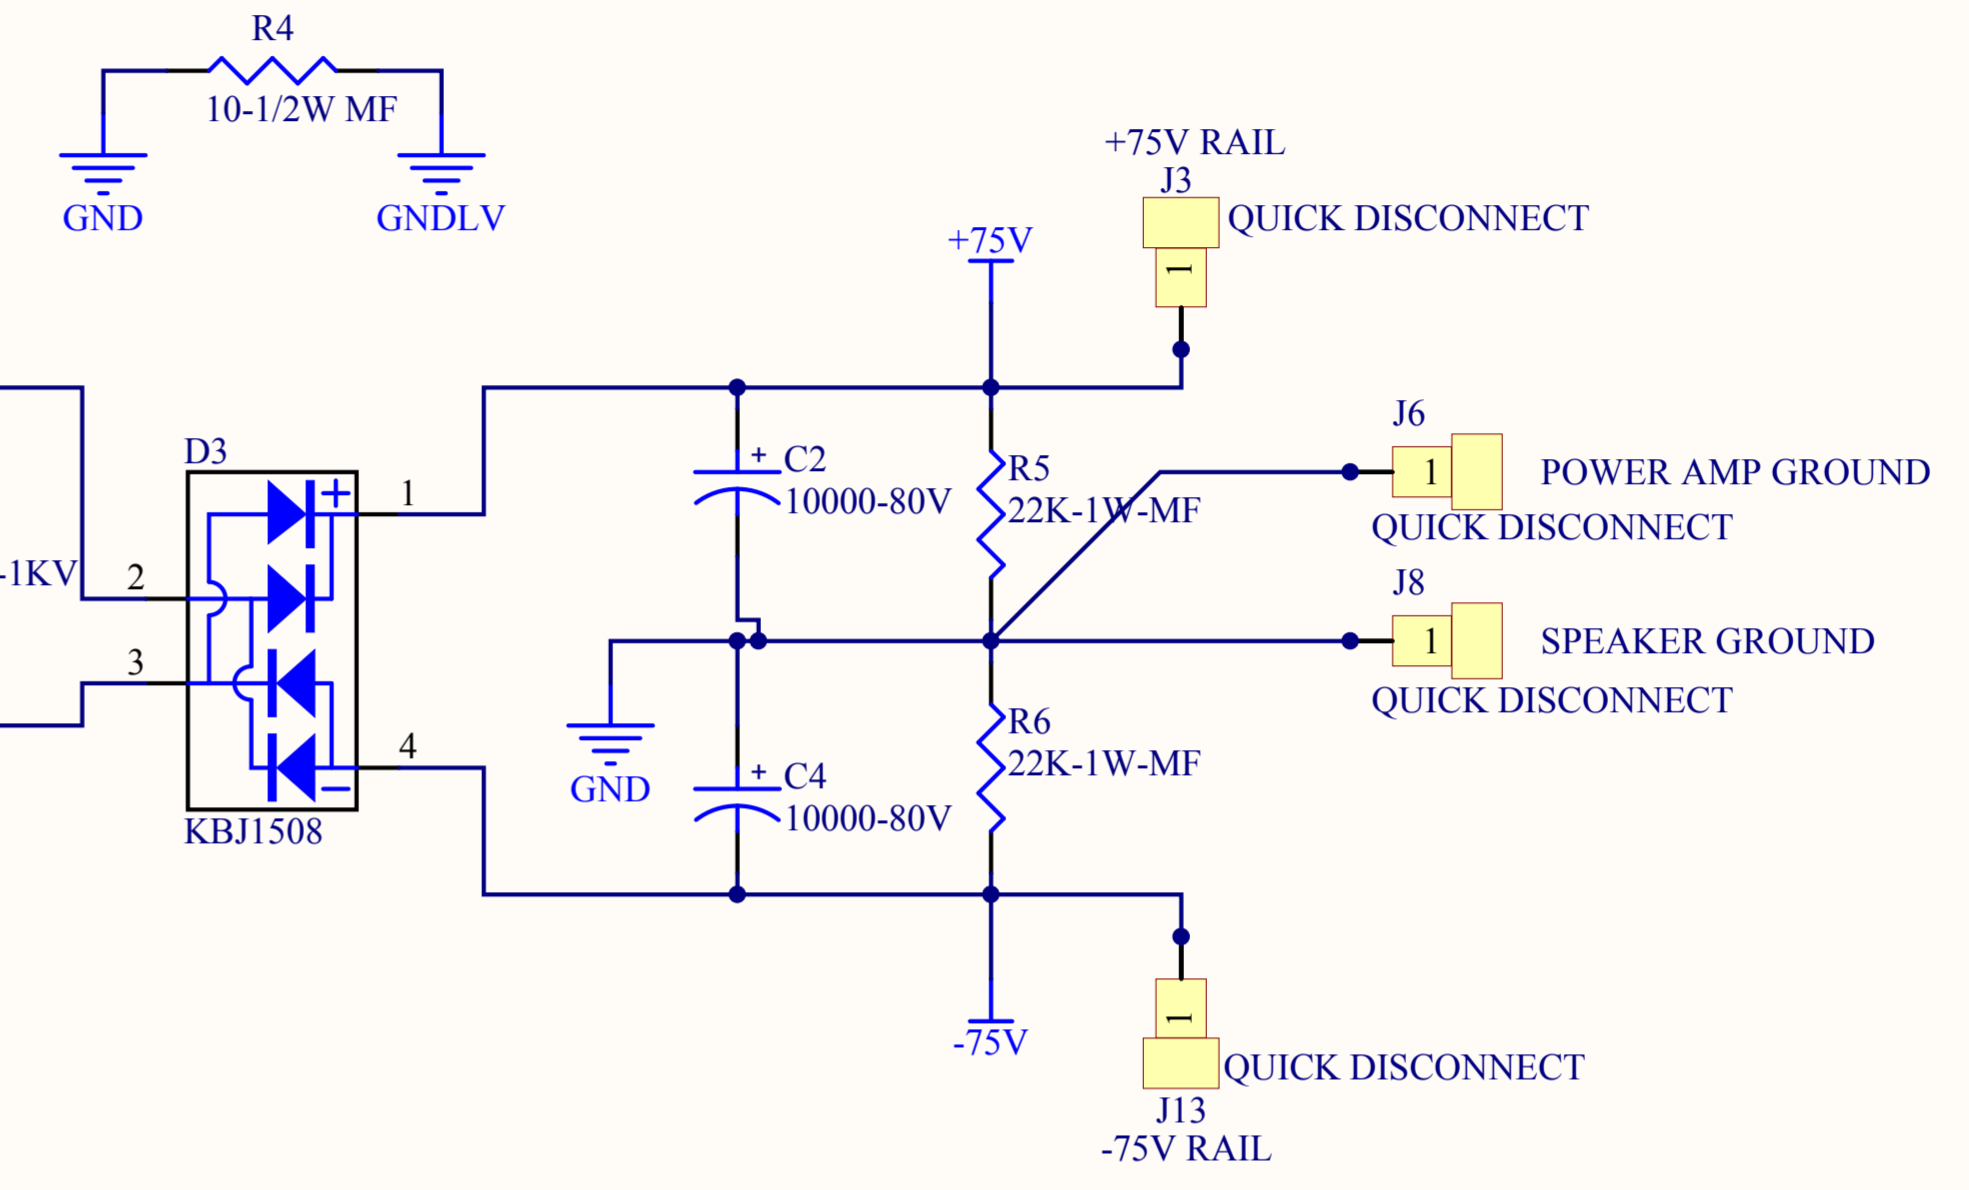 R4
10-1/2W MF
GND
GNDLV
+75V RAIL
J3
1
QUICK DISCONNECT
+75V
D3
1
2
3
4
+
-
KBJ1508
-1KV
+
C2
10000-80V
R5
22K-1W-MF
J6
1
POWER AMP GROUND
QUICK DISCONNECT
J8
1
SPEAKER GROUND
QUICK DISCONNECT
GND
+
C4
10000-80V
R6
22K-1W-MF
-75V
1
QUICK DISCONNECT
J13
-75V RAIL